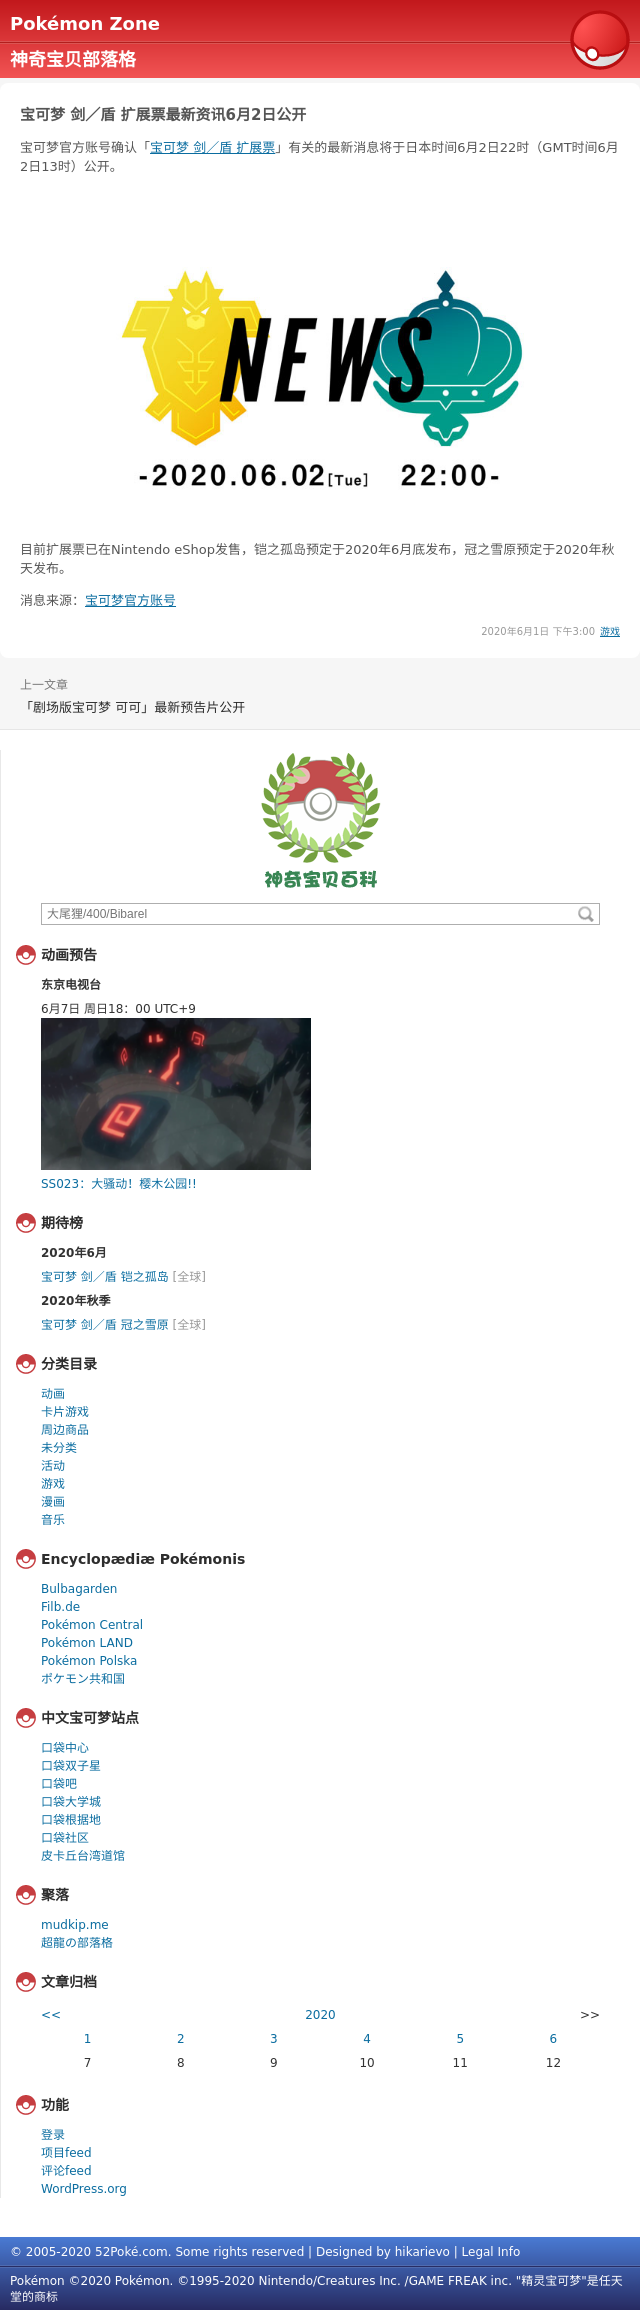 Pokémon Zone
神奇宝贝部落格
宝可梦 剑／盾 扩展票最新资讯6月2日公开
宝可梦官方账号确认「宝可梦 剑／盾 扩展票」有关的最新消息将于日本时间6月2日22时（GMT时间6月
2日13时）公开。
NEWS
-2020.06.02[Tue] 22:00-
目前扩展票已在Nintendo eShop发售，铠之孤岛预定于2020年6月底发布，冠之雪原预定于2020年秋
天发布。
消息来源：宝可梦官方账号
2020年6月1日 下午3:00 游戏
上一文章
「剧场版宝可梦 可可」最新预告片公开
神奇宝贝百科
大尾狸/400/Bibarel
动画预告
东京电视台
6月7日 周日18：00 UTC+9
SS023：大骚动！樱木公园!!
期待榜
2020年6月
宝可梦 剑／盾 铠之孤岛 [全球]
2020年秋季
宝可梦 剑／盾 冠之雪原 [全球]
分类目录
动画
卡片游戏
周边商品
未分类
活动
游戏
漫画
音乐
Encyclopædiæ Pokémonis
Bulbagarden
Filb.de
Pokémon Central
Pokémon LAND
Pokémon Polska
ポケモン共和国
中文宝可梦站点
口袋中心
口袋双子星
口袋吧
口袋大学城
口袋根据地
口袋社区
皮卡丘台湾道馆
聚落
mudkip.me
超龍の部落格
文章归档
<< 2020 >>
1 2 3 4 5 6
7 8 9 10 11 12
功能
登录
项目feed
评论feed
WordPress.org
© 2005-2020 52Poké.com. Some rights reserved | Designed by hikarievo | Legal Info
Pokémon ©2020 Pokémon. ©1995-2020 Nintendo/Creatures Inc. /GAME FREAK inc. "精灵宝可梦"是任天
堂的商标